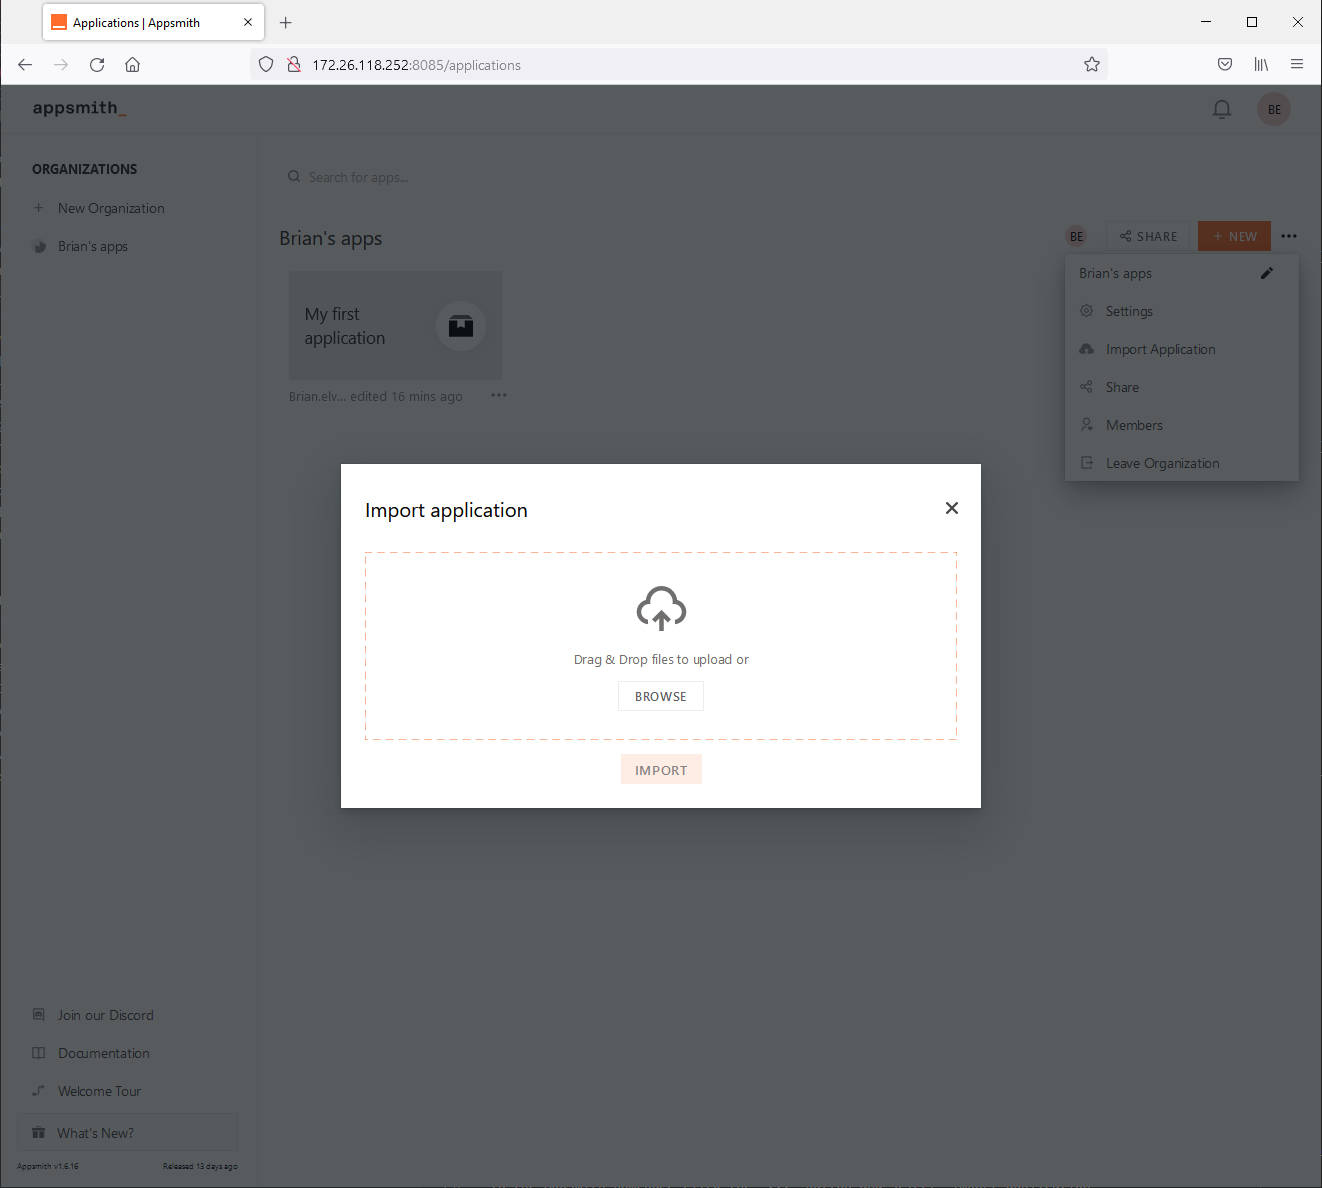 Applications | Appsmith
172.26.118.252:8085/applications
appsmith_
BE
ORGANIZATIONS
New Organization
Brian's apps
Search for apps...
Brian's apps
BE
SHARE
+ NEW
My first
application
Brian.elv... edited 16 mins ago
Brian's apps
Settings
Import Application
Share
Members
Leave Organization
Import application
Drag & Drop files to upload or
BROWSE
IMPORT
Join our Discord
Documentation
Welcome Tour
What's New?
Appsmith v1.6.16
Released 13 days ago